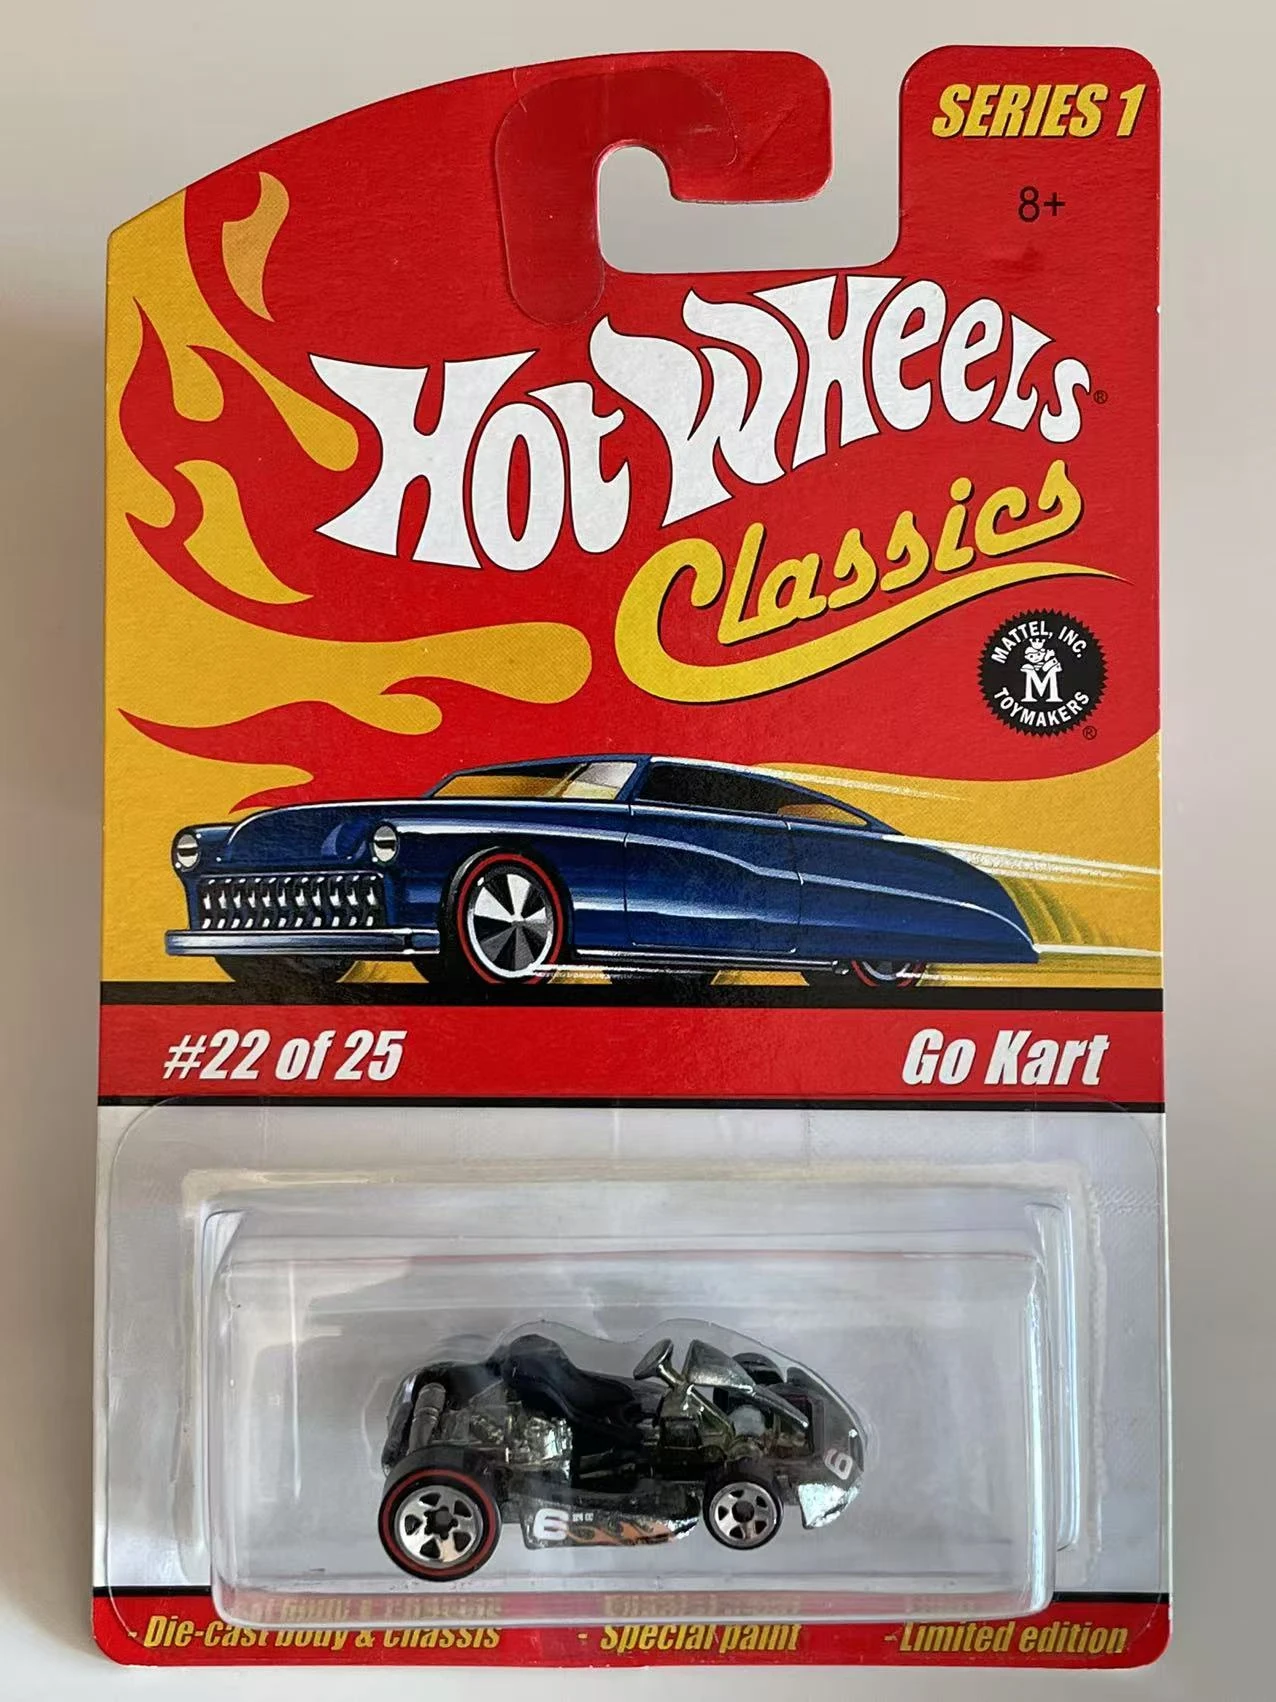 SERIES 1
8+
Hot Wheels®
Classics
MATTEL, INC.
M
TOYMAKERS
®
#22 of 25
Go Kart
6
6
- Die-cast body & chassis - Special paint - Limited edition